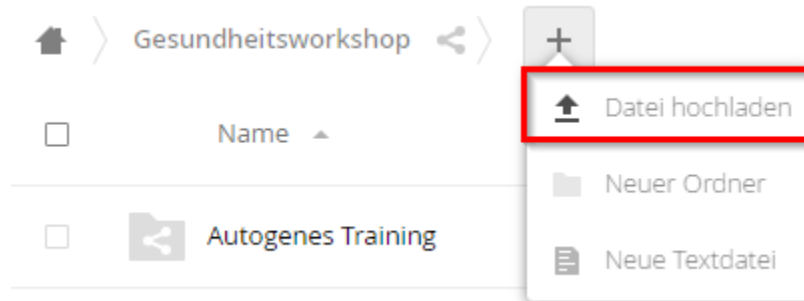 Gesundheitsworkshop
+
Datei hochladen
Name
Neuer Ordner
Autogenes Training
Neue Textdatei